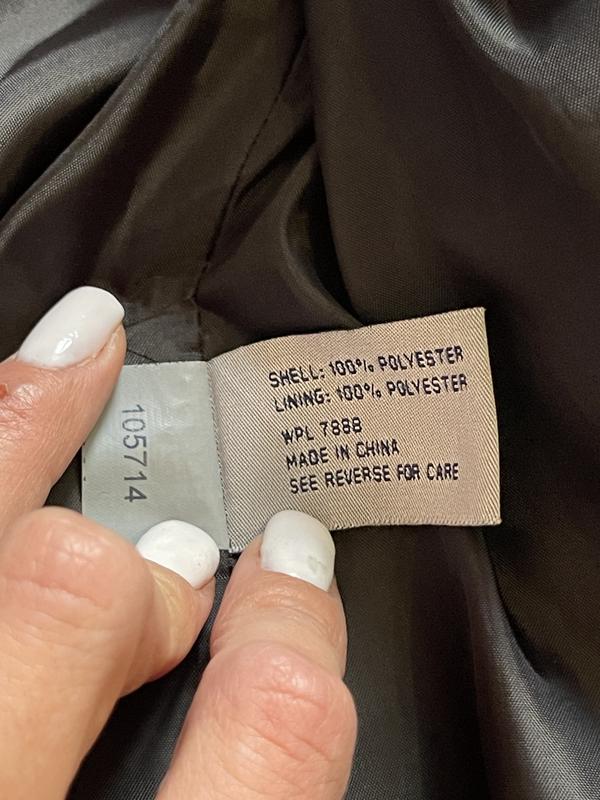 105714
SHELL: 100% POLYESTER
LINING: 100% POLYESTER
WPL 7888
MADE IN CHINA
SEE REVERSE FOR CARE